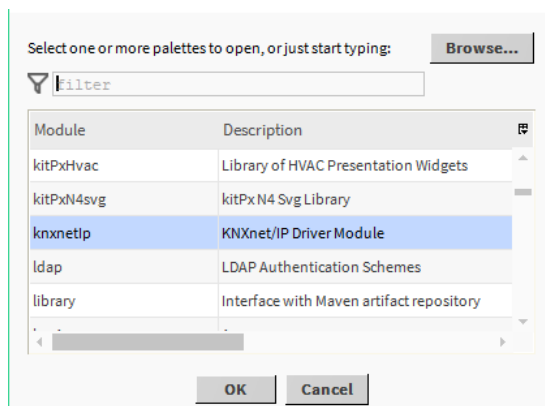 Select one or more palettes to open, or just start typing: Browse...
filter
Module Description
kitPxHvac Library of HVAC Presentation Widgets
kitPxN4svg kitPx N4 Svg Library
knxnetIp KNXnet/IP Driver Module
ldap LDAP Authentication Schemes
library Interface with Maven artifact repository
OK Cancel